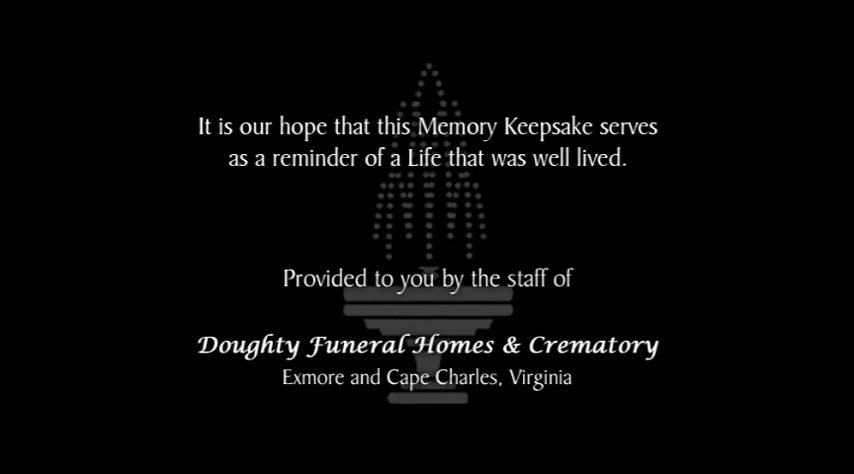 It is our hope that this Memory Keepsake serves
as a reminder of a Life that was well lived.
Provided to you by the staff of
Doughty Funeral Homes & Crematory
Exmore and Cape Charles, Virginia